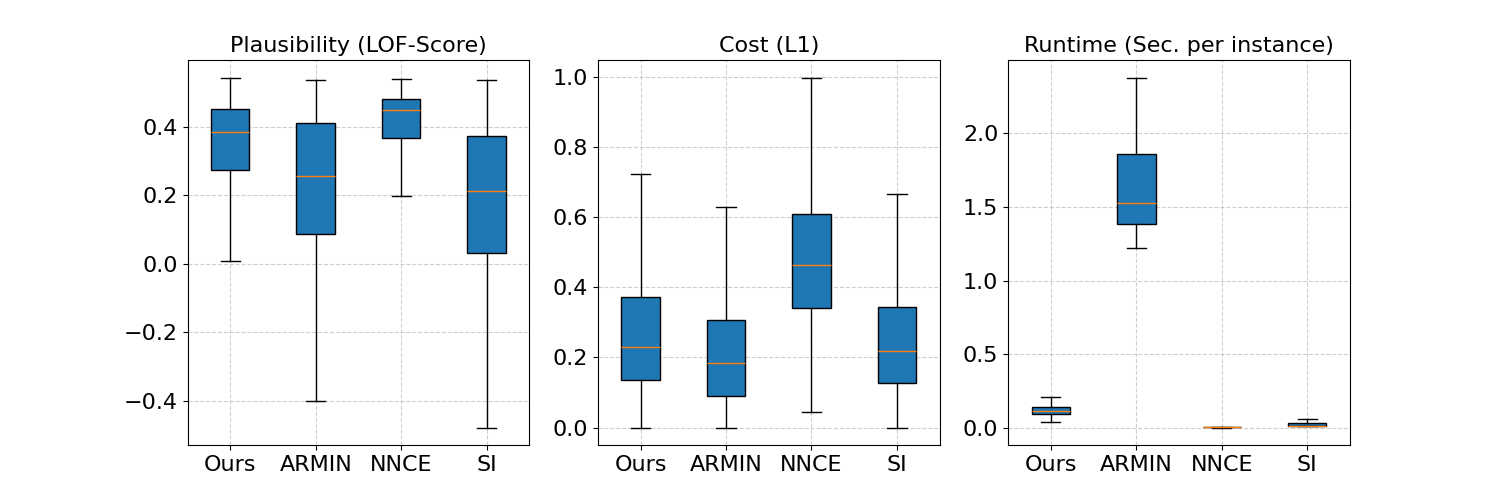 Plausibility (LOF-Score)
0.4
0.2
0.0
−0.2
−0.4
Ours ARMIN NNCE SI
Cost (L1)
1.0
0.8
0.6
0.4
0.2
0.0
Ours ARMIN NNCE SI
Runtime (Sec. per instance)
2.0
1.5
1.0
0.5
0.0
Ours ARMIN NNCE SI